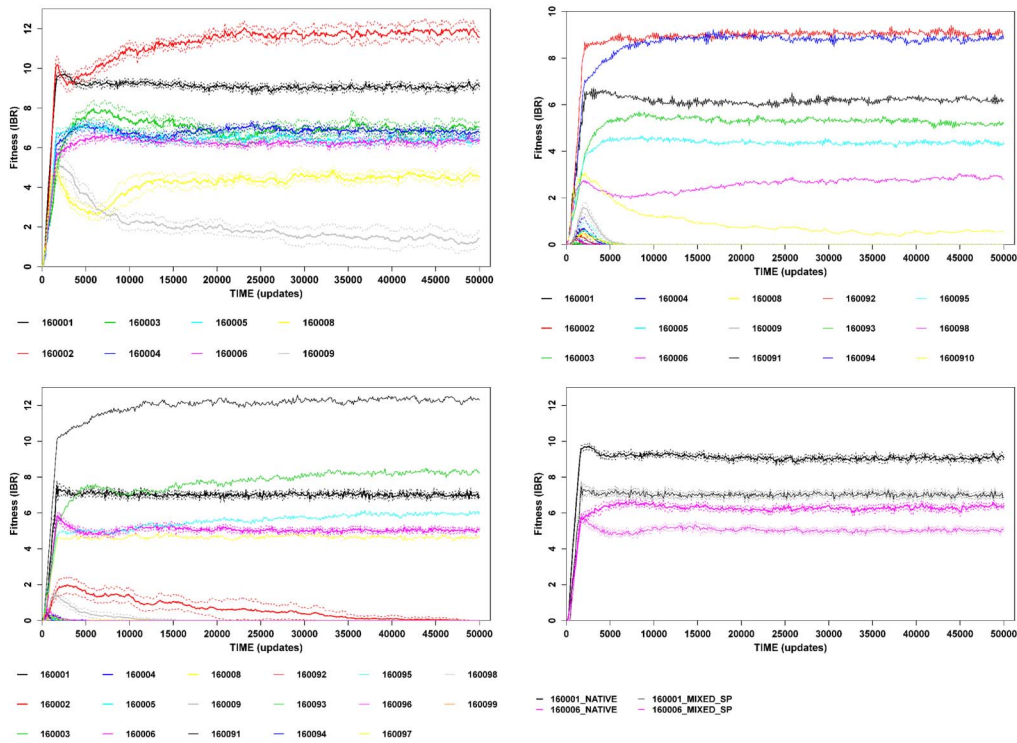 Fitness (IBR)
12
10
8
6
4
2
0
0 5000 10000 15000 20000 25000 30000 35000 40000 45000 50000
TIME (updates)
160001 160003 160005 160008
160002 160004 160006 160009
Fitness (IBR)
10
8
6
4
2
0
0 5000 10000 15000 20000 25000 30000 35000 40000 45000 50000
TIME (updates)
160001 160004 160008 160092 160095
160002 160005 160009 160093 160098
160003 160006 160091 160094 1600910
Fitness (IBR)
12
10
8
6
4
2
0
0 5000 10000 15000 20000 25000 30000 35000 40000 45000 50000
TIME (updates)
160001 160004 160008 160092 160095 160098
160002 160005 160009 160093 160096 160099
160003 160006 160091 160094 160097
Fitness (IBR)
12
10
8
6
4
2
0
0 5000 10000 15000 20000 25000 30000 35000 40000 45000 50000
TIME (updates)
160001_NATIVE 160001_MIXED_SP
160006_NATIVE 160006_MIXED_SP